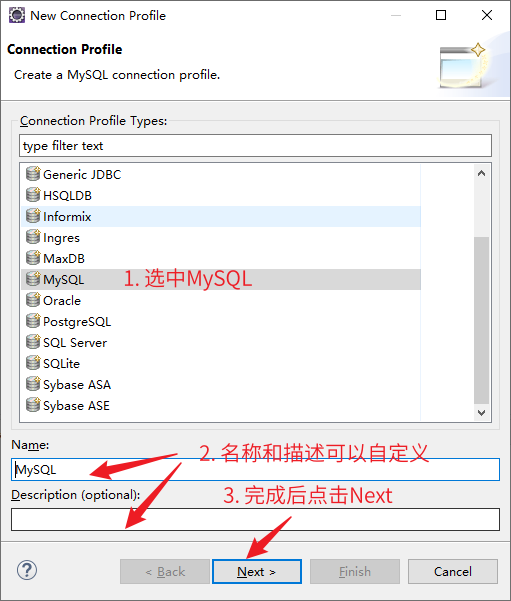 New Connection Profile
Connection Profile
Create a MySQL connection profile.
Connection Profile Types:
type filter text
Generic JDBC
HSQLDB
Informix
Ingres
MaxDB
MySQL
1. 选中MySQL
Oracle
PostgreSQL
SQL Server
SQLite
Sybase ASA
Sybase ASE
Name:
2. 名称和描述可以自定义
MySQL
Description (optional):
3. 完成后点击Next
?
< Back
Next >
Finish
Cancel